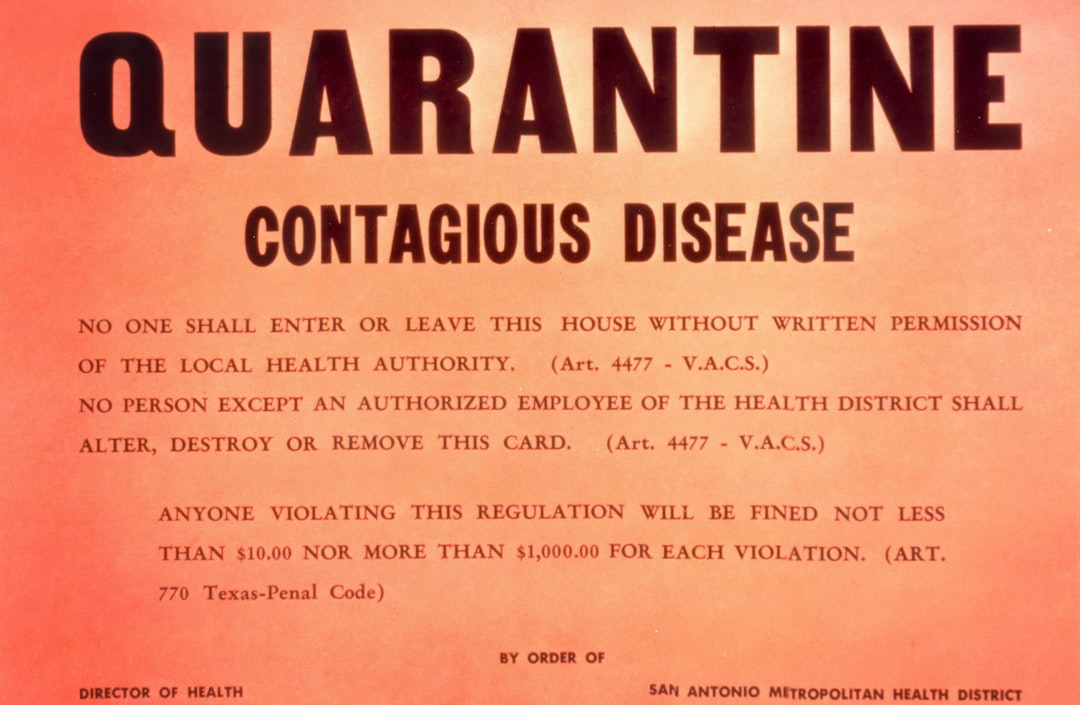 QUARANTINE
CONTAGIOUS DISEASE
NO ONE SHALL ENTER OR LEAVE THIS HOUSE WITHOUT WRITTEN PERMISSION
OF THE LOCAL HEALTH AUTHORITY. (Art. 4477 - V.A.C.S.)
NO PERSON EXCEPT AN AUTHORIZED EMPLOYEE OF THE HEALTH DISTRICT SHALL
ALTER, DESTROY OR REMOVE THIS CARD. (Art. 4477 - V.A.C.S.)
ANYONE VIOLATING THIS REGULATION WILL BE FINED NOT LESS
THAN $10.00 NOR MORE THAN $1,000.00 FOR EACH VIOLATION. (ART.
770 Texas-Penal Code)
BY ORDER OF
DIRECTOR OF HEALTH SAN ANTONIO METROPOLITAN HEALTH DISTRICT